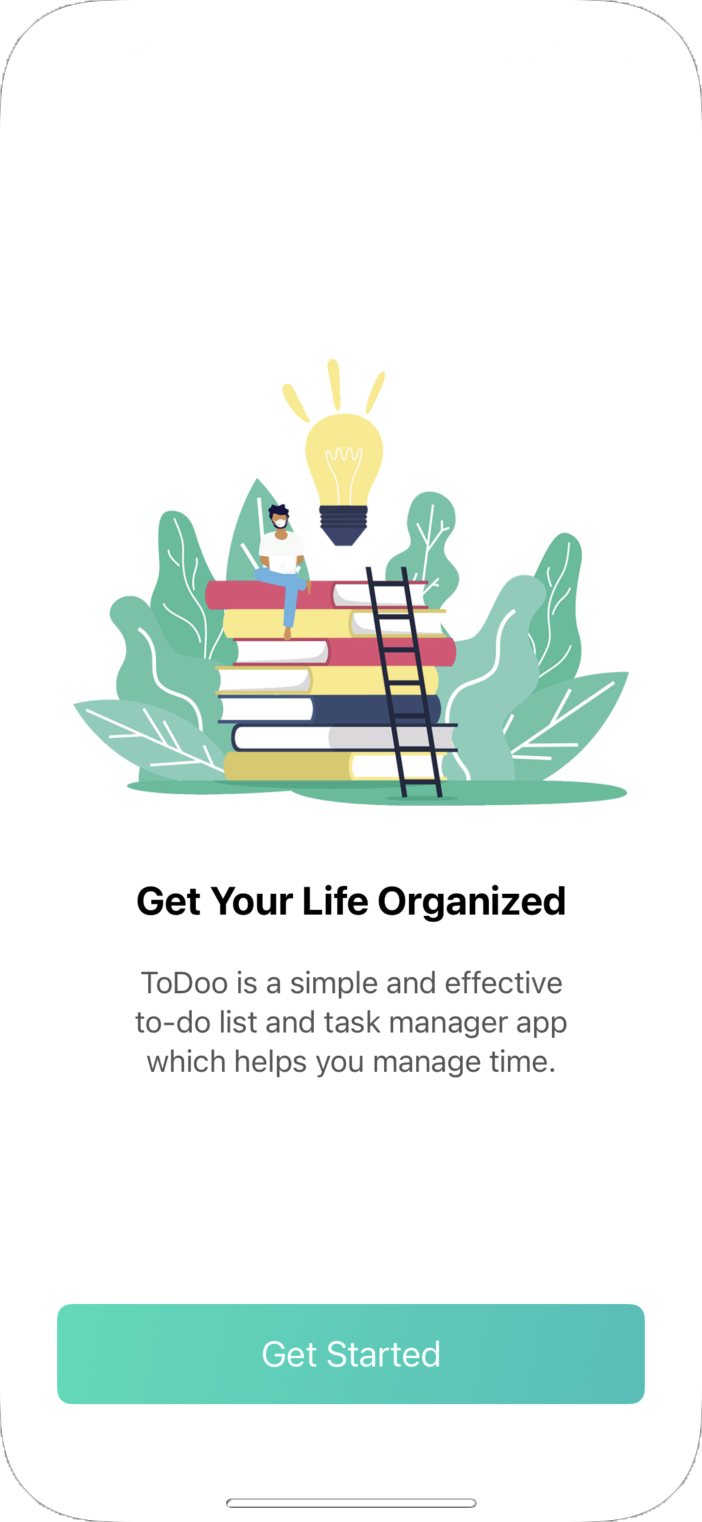 Get Your Life Organized
ToDoo is a simple and effective
to-do list and task manager app
which helps you manage time.
Get Started